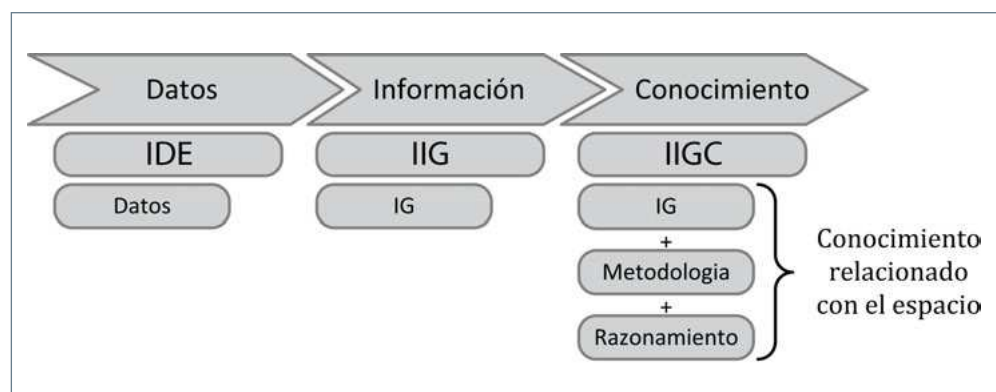 Datos
Información
Conocimiento
IDE
IIG
IIGC
Datos
IG
IG
+
Metodologia
+
Razonamiento
Conocimiento
relacionado
con el espacio